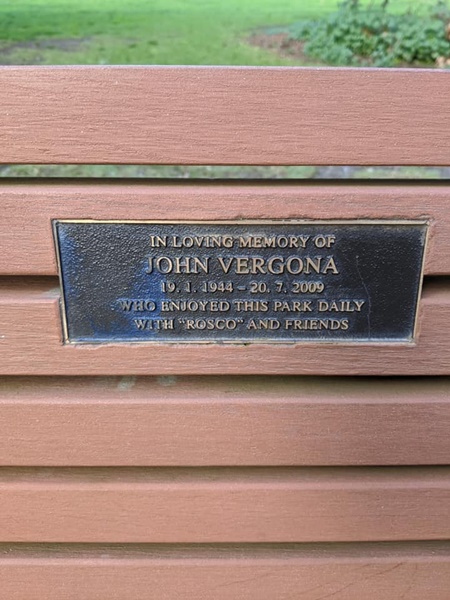 IN LOVING MEMORY OF
JOHN VERGONA
19. 1. 1944 - 20. 7. 2009
WHO ENJOYED THIS PARK DAILY
WITH "ROSCO" AND FRIENDS